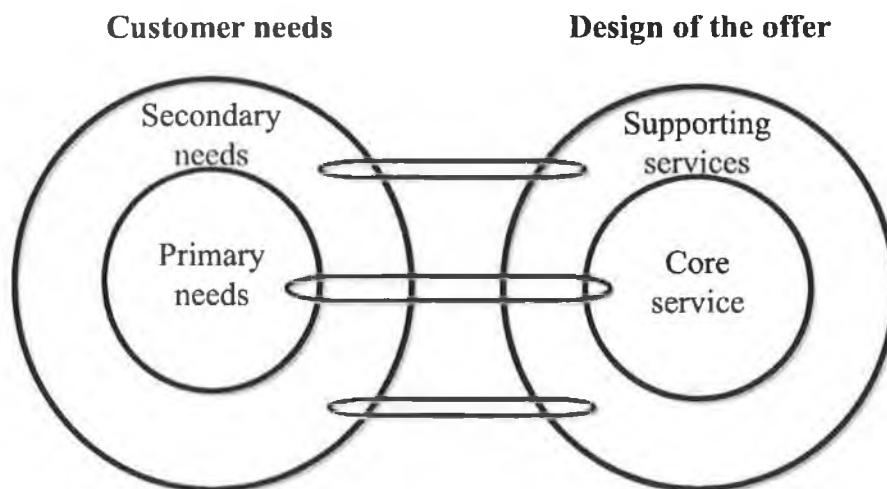 Customer needs
Design of the offer
Secondary
needs
Supporting
services
Primary
needs
Core
service